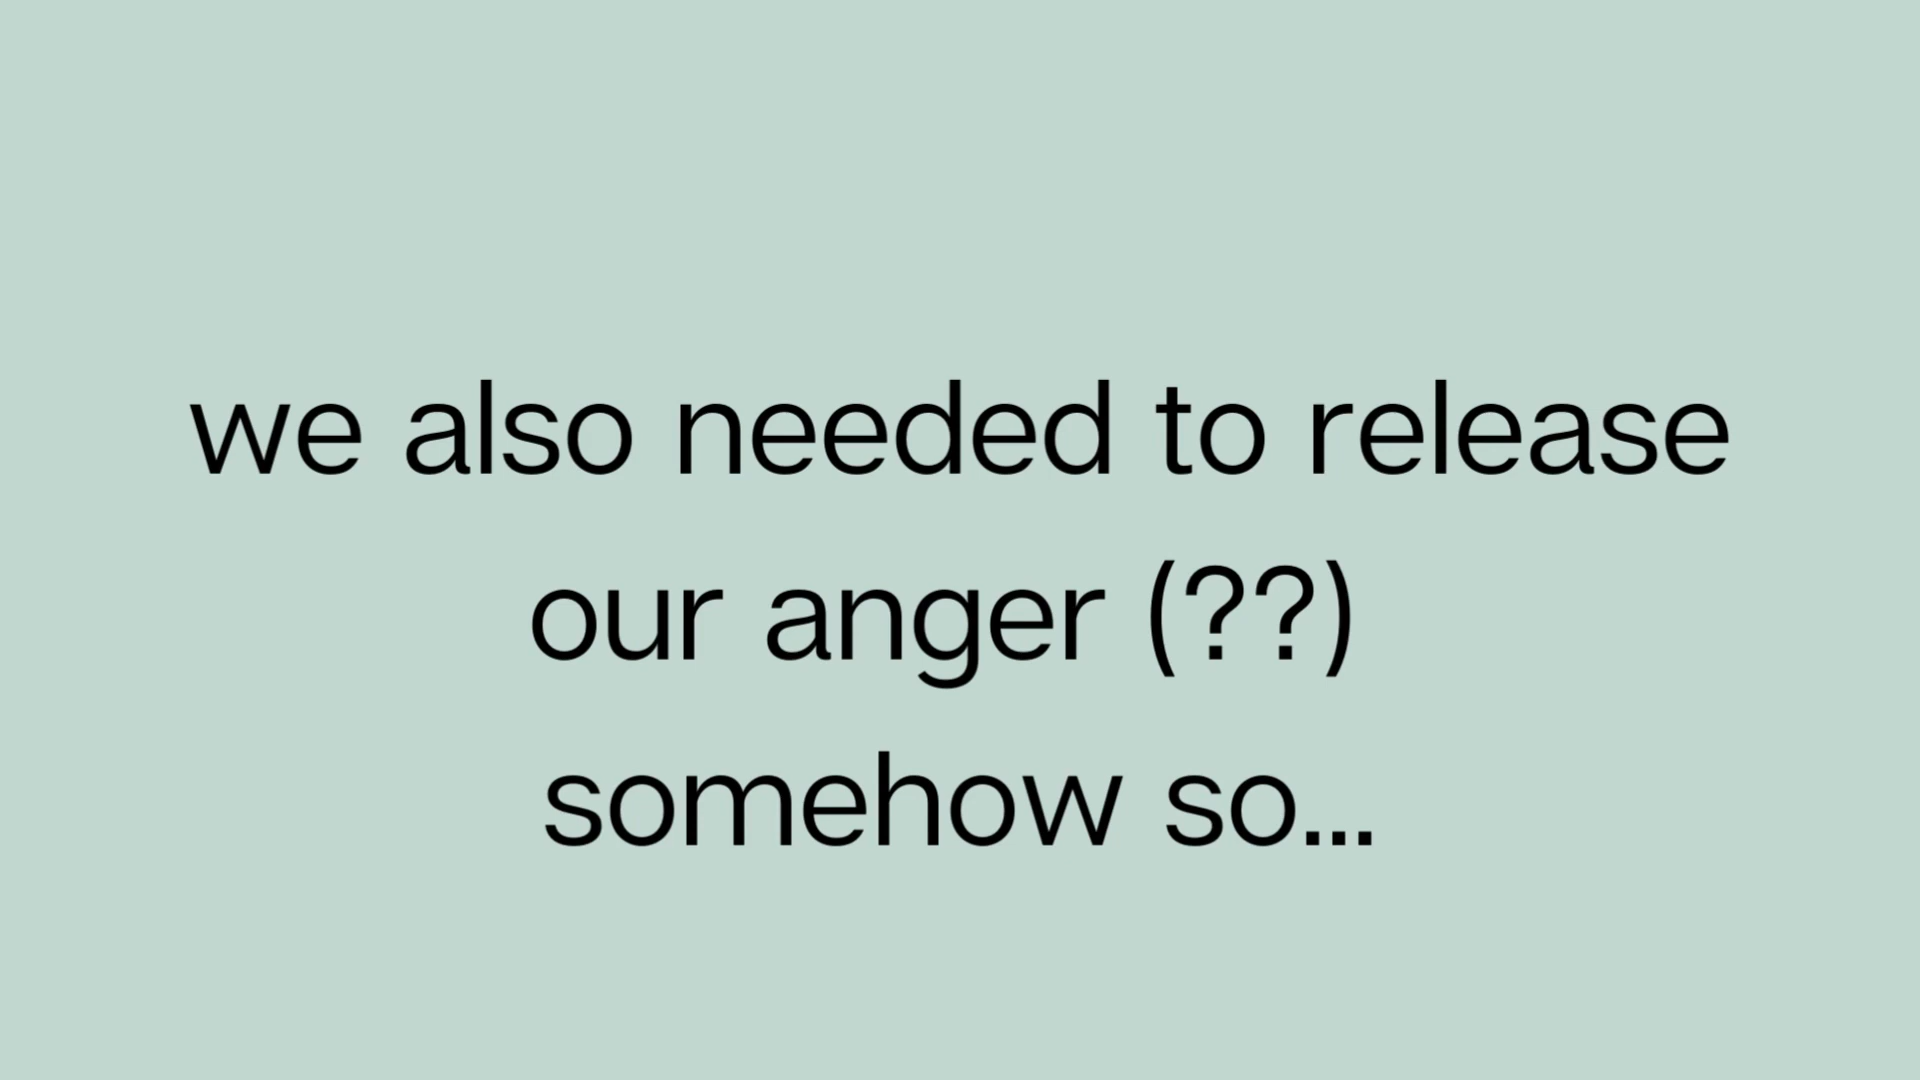 we also needed to release
our anger (??)
somehow so...